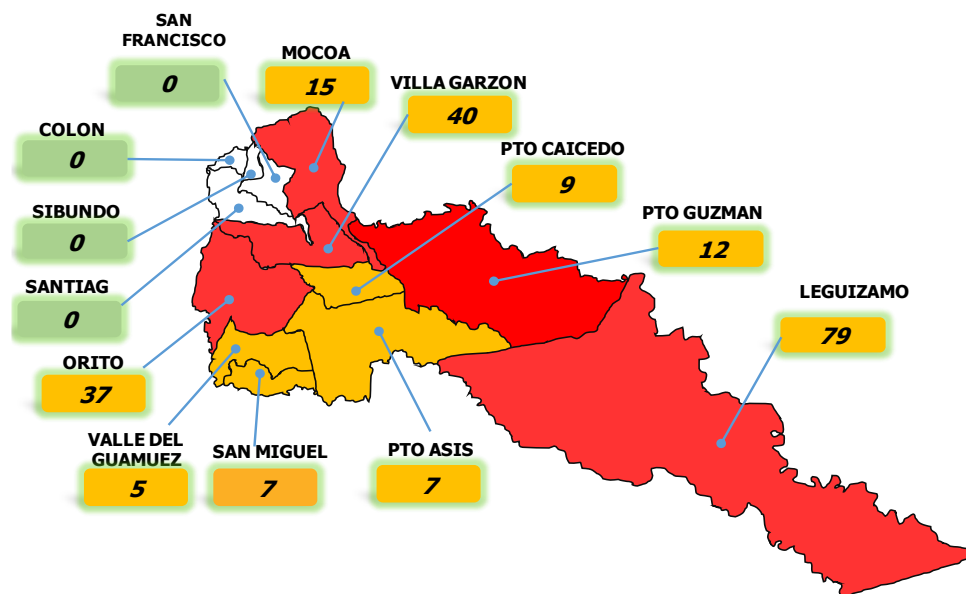 SAN
FRANCISCO
0
MOCOA
15
VILLA GARZON
40
COLON
0
PTO CAICEDO
9
SIBUNDO
0
PTO GUZMAN
12
SANTIAG
0
LEGUIZAMO
79
ORITO
37
VALLE DEL
GUAMUEZ
5
SAN MIGUEL
7
PTO ASIS
7